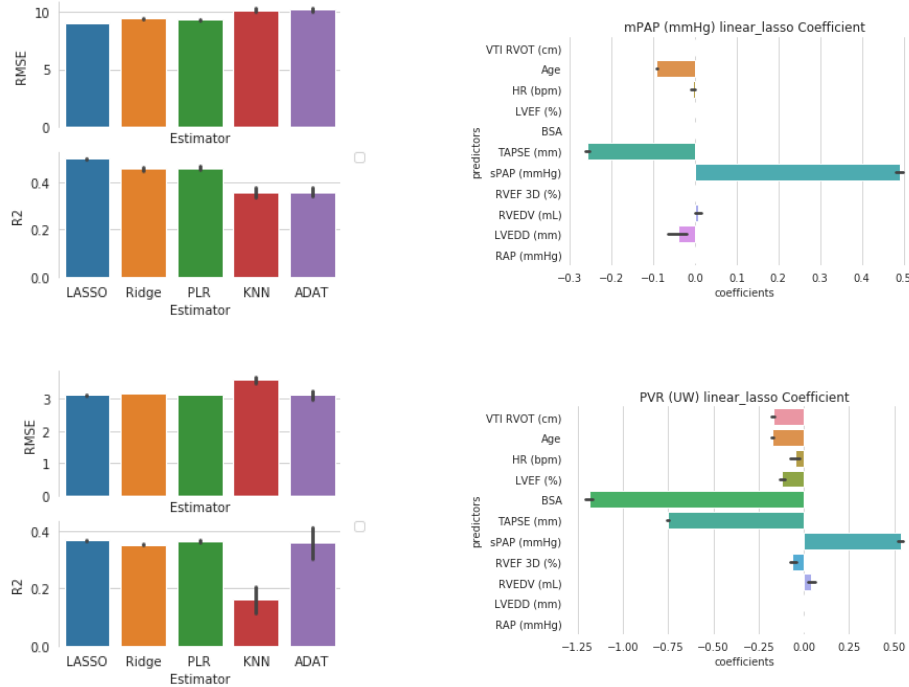 10
5
0
RMSE
Estimator
0.4
0.2
0.0
R2
LASSO Ridge PLR KNN ADAT
Estimator
mPAP (mmHg) linear_lasso Coefficient
VTI RVOT (cm)
Age
HR (bpm)
LVEF (%)
BSA
TAPSE (mm)
sPAP (mmHg)
RVEF 3D (%)
RVEDV (mL)
LVEDD (mm)
RAP (mmHg)
predictors
−0.3 −0.2 −0.1 0.0 0.1 0.2 0.3 0.4 0.5
coefficients
3
2
1
0
RMSE
Estimator
0.4
0.2
0.0
R2
LASSO Ridge PLR KNN ADAT
Estimator
PVR (UW) linear_lasso Coefficient
VTI RVOT (cm)
Age
HR (bpm)
LVEF (%)
BSA
TAPSE (mm)
sPAP (mmHg)
RVEF 3D (%)
RVEDV (mL)
LVEDD (mm)
RAP (mmHg)
predictors
−1.25 −1.00 −0.75 −0.50 −0.25 0.00 0.25 0.50
coefficients